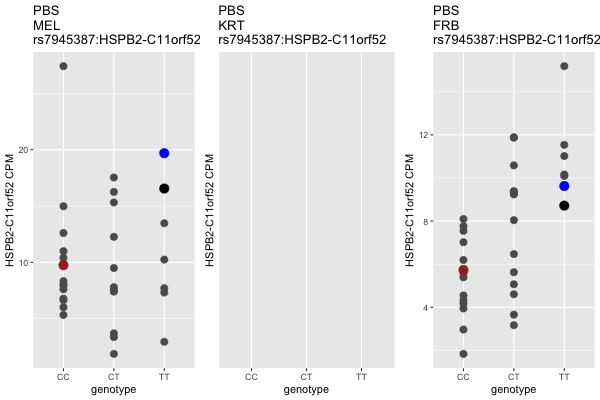 PBS
MEL
rs7945387:HSPB2-C11orf52
PBS
KRT
rs7945387:HSPB2-C11orf52
PBS
FRB
rs7945387:HSPB2-C11orf52
HSPB2-C11orf52 CPM
20
10
CC
CT
TT
genotype
HSPB2-C11orf52 CPM
CC
CT
TT
genotype
HSPB2-C11orf52 CPM
12
8
4
CC
CT
TT
genotype